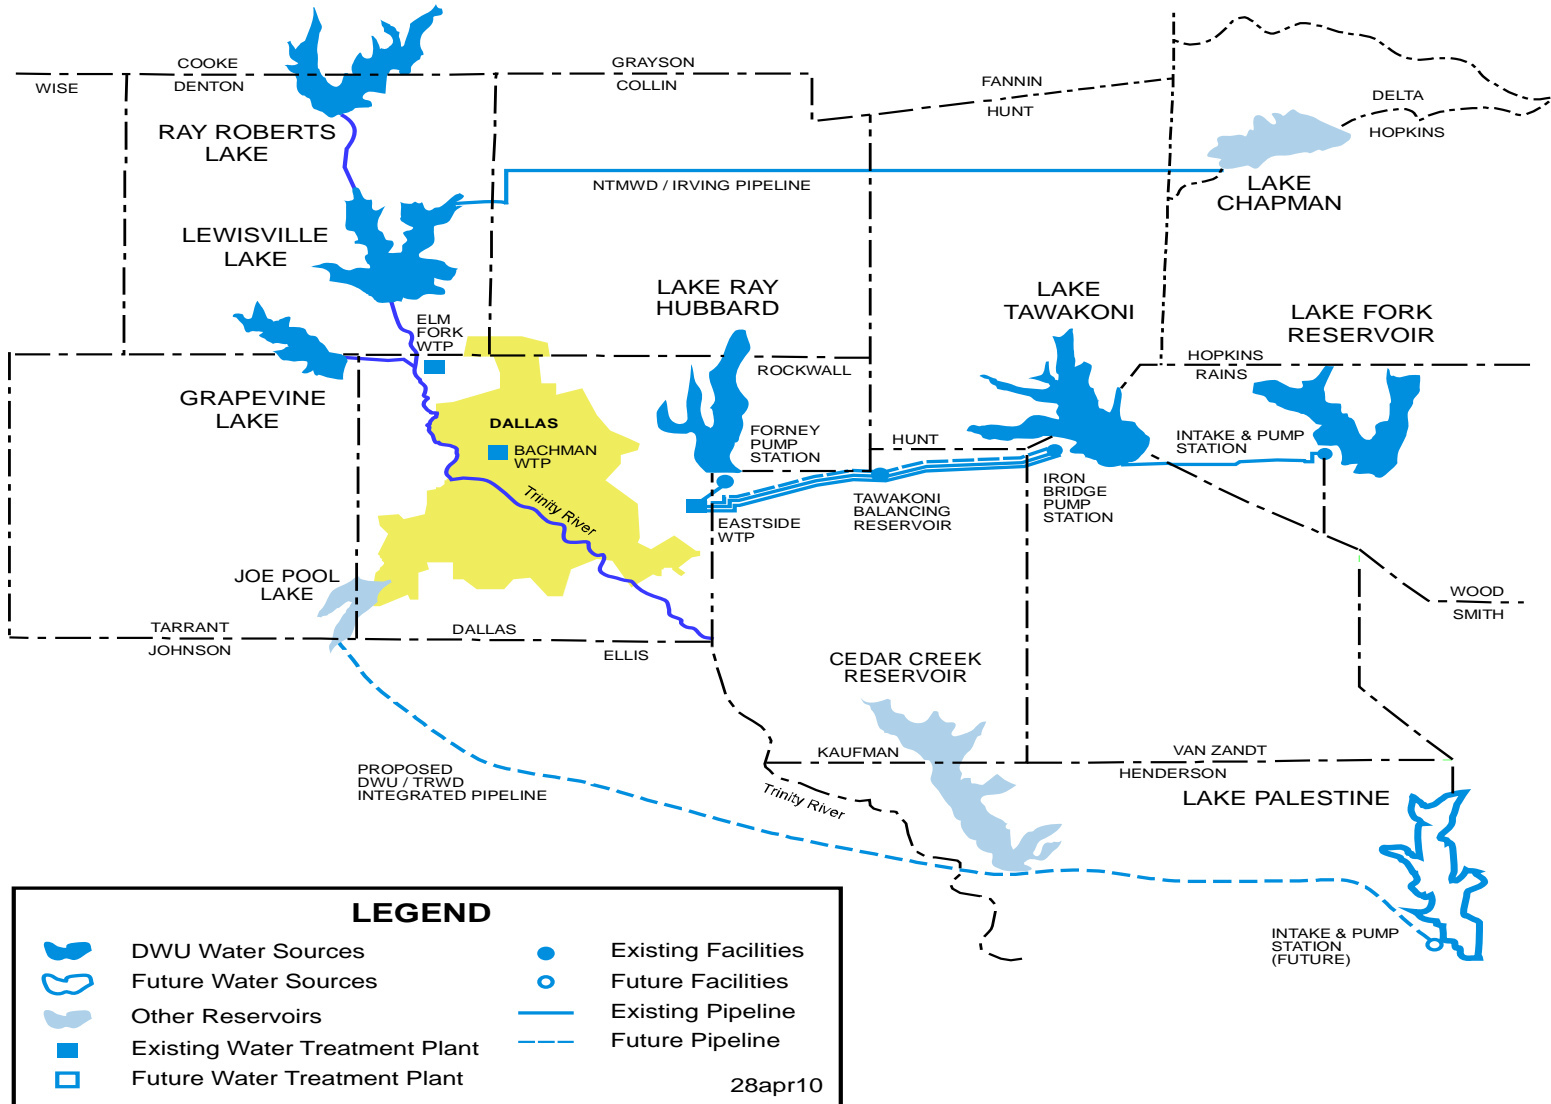 COOKE
GRAYSON
WISE
DENTON
COLLIN
FANNIN
HUNT
DELTA
HOPKINS
RAY ROBERTS
LAKE
NTMWD / IRVING PIPELINE
LAKE
CHAPMAN
LEWISVILLE
LAKE
LAKE RAY
HUBBARD
LAKE
TAWAKONI
LAKE FORK
RESERVOIR
ELM
FORK
WTP
ROCKWALL
HOPKINS
RAINS
GRAPEVINE
LAKE
DALLAS
BACHMAN
WTP
FORNEY
PUMP
STATION
HUNT
INTAKE & PUMP
STATION
Trinity River
EASTSIDE
WTP
TAWAKONI
BALANCING
RESERVOIR
IRON
BRIDGE
PUMP
STATION
JOE POOL
LAKE
WOOD
SMITH
TARRANT
JOHNSON
DALLAS
ELLIS
CEDAR CREEK
RESERVOIR
KAUFMAN
VAN ZANDT
HENDERSON
PROPOSED
DWU / TRWD
INTEGRATED PIPELINE
Trinity River
LAKE PALESTINE
INTAKE & PUMP
STATION
(FUTURE)
LEGEND
DWU Water Sources
Future Water Sources
Other Reservoirs
Existing Water Treatment Plant
Future Water Treatment Plant
Existing Facilities
Future Facilities
Existing Pipeline
Future Pipeline
28apr10